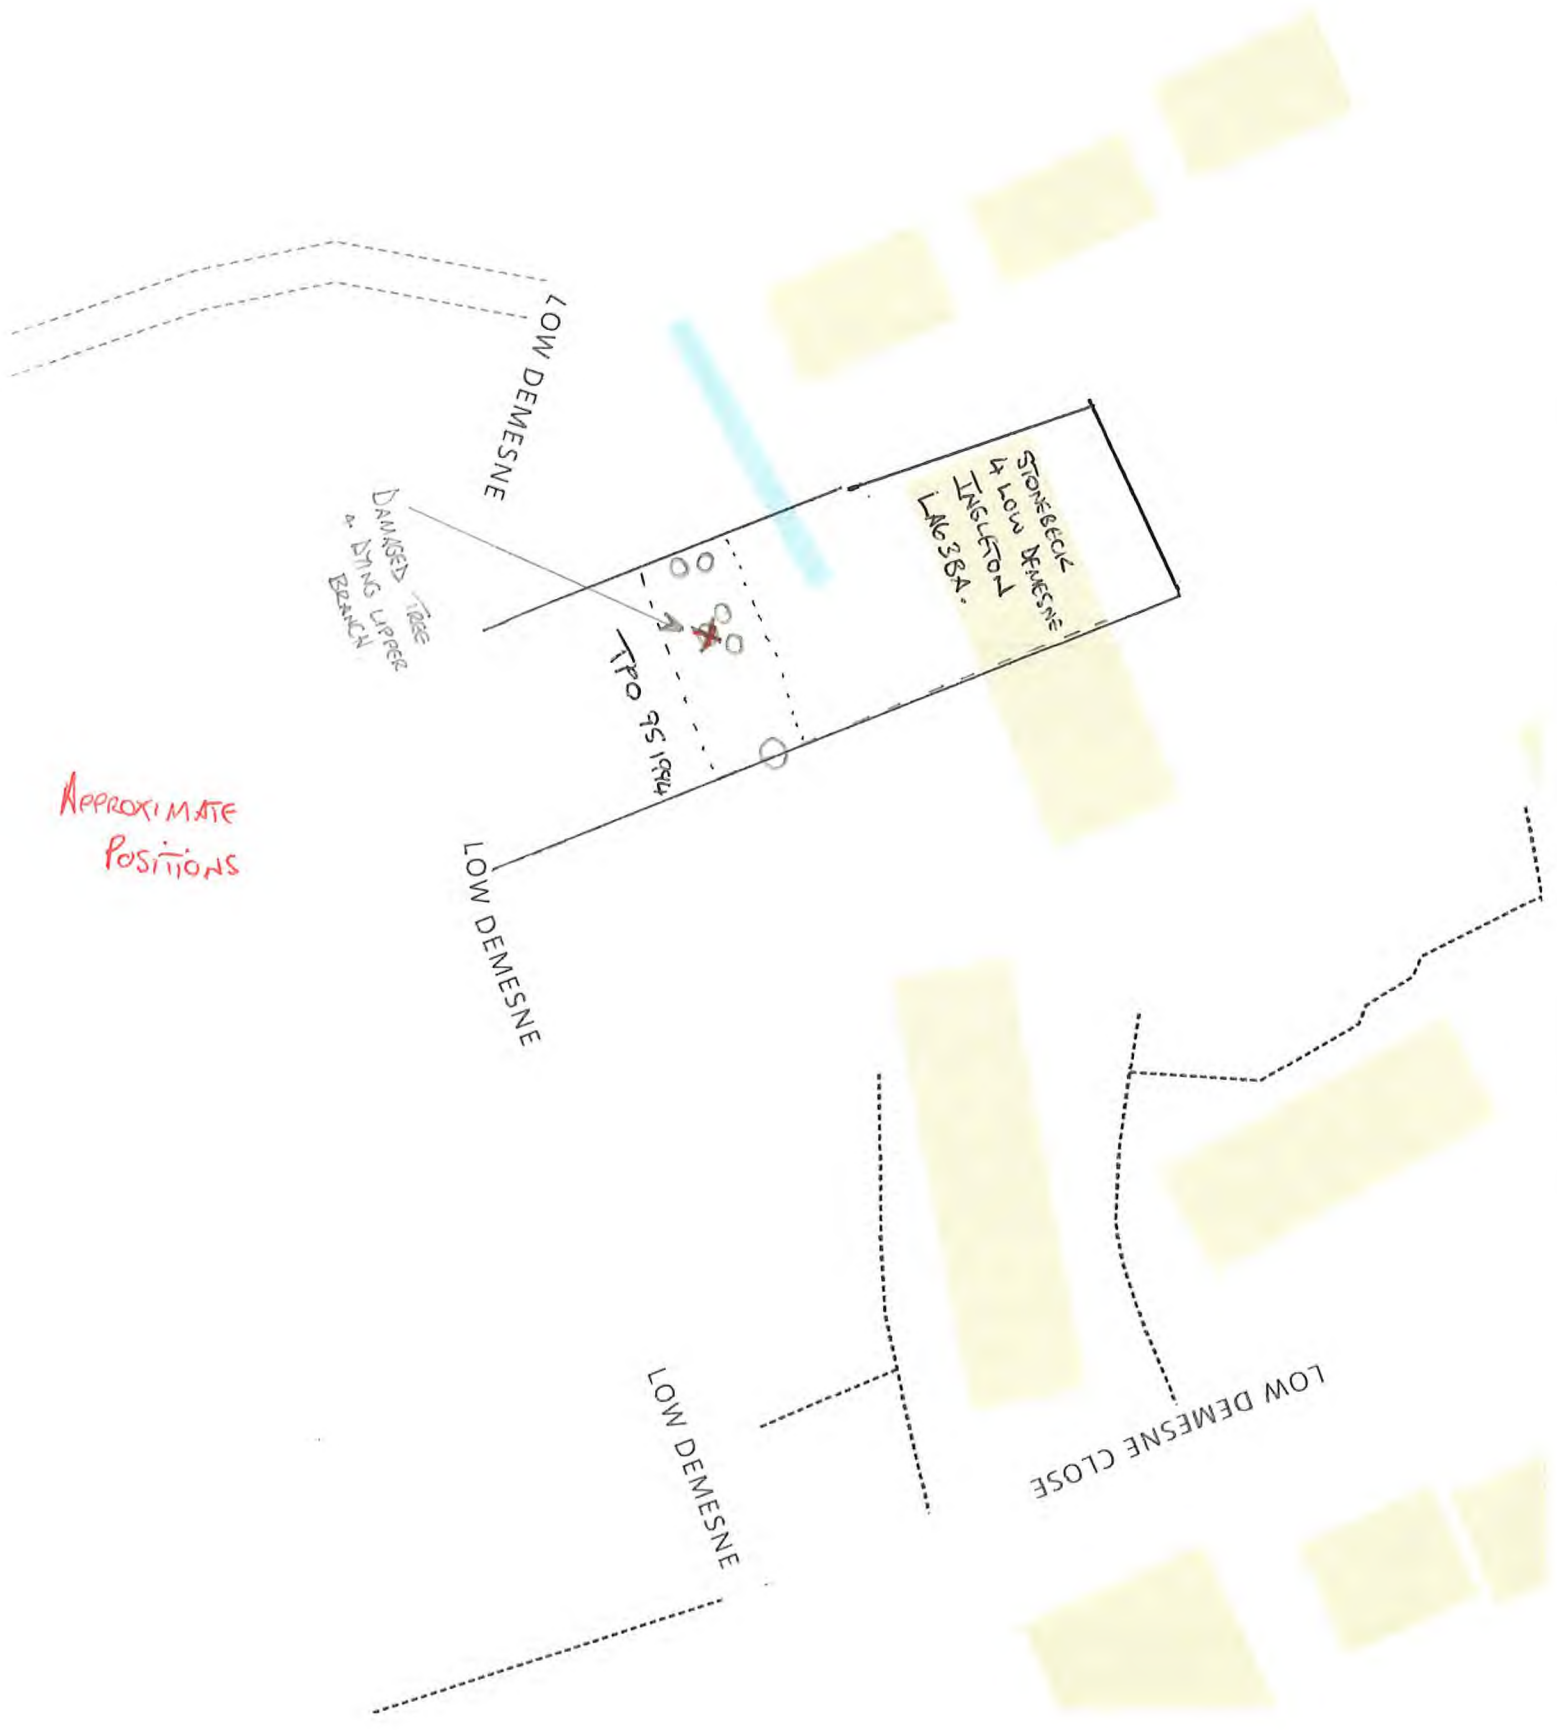 LOW DEMESNE
STONEBECK
4 LOW DEMESNE
INGLETON
LA6 3BA.
DAMAGED TREE
& DYING UPPER
BRANCH
TPO 95 1994
APPROXIMATE
POSITIONS
LOW DEMESNE
LOW DEMESNE
LOW DEMESNE CLOSE